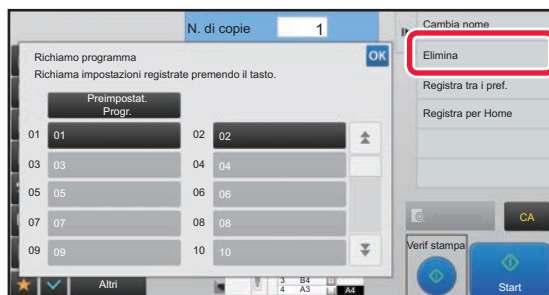 N. di copie 1
Cambia nome
Richiamo programma OK
Elimina
Richiama impostazioni registrate premendo il tasto.
Registra tra i pref.
Preimpostat.
Progr.
Registra per Home
01 01 02 02
03 03 04 04
05 05 06 06
07 07 08 08
CA
09 09 10 10
Verif stampa
Altri
3 B4
4 A3 A4
Start